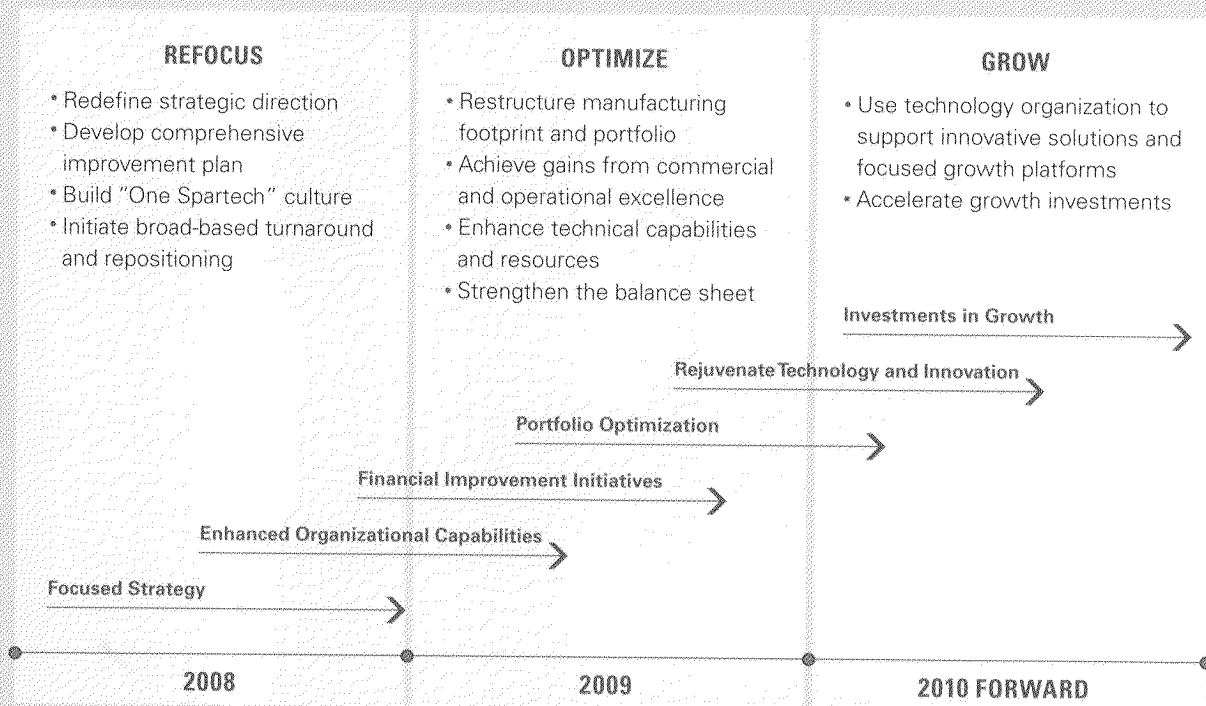 REFOCUS
• Redefine strategic direction
• Develop comprehensive
improvement plan
• Build "One Spartech" culture
• Initiate broad-based turnaround
and repositioning
OPTIMIZE
• Restructure manufacturing
footprint and portfolio
• Achieve gains from commercial
and operational excellence
• Enhance technical capabilities
and resources
• Strengthen the balance sheet
GROW
• Use technology organization to
support innovative solutions and
focused growth platforms
• Accelerate growth investments
Investments in Growth
Rejuvenate Technology and Innovation
Portfolio Optimization
Financial Improvement Initiatives
Enhanced Organizational Capabilities
Focused Strategy
2008
2009
2010 FORWARD